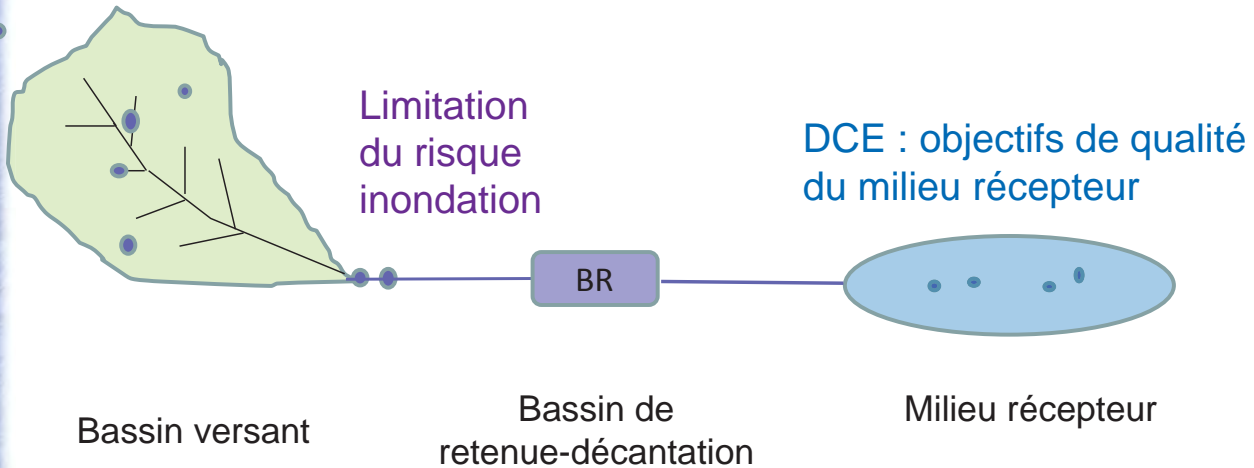 Limitation
du risque
inondation
DCE : objectifs de qualité
du milieu récepteur
BR
Bassin versant
Bassin de
retenue-décantation
Milieu récepteur